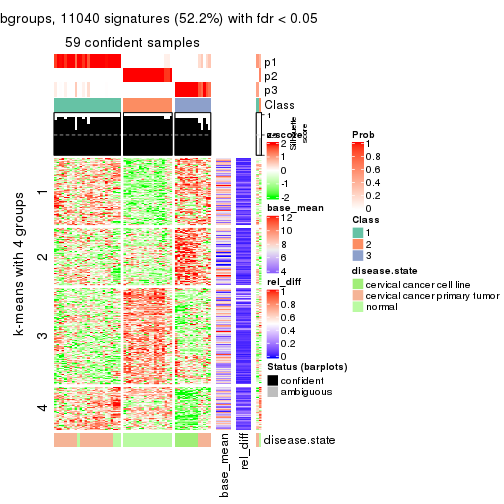 bgroups, 11040 signatures (52.2%) with fdr < 0.05
59 confident samples
p1
p2
p3
Class
1
Silhouette
score
k-means with 4 groups
1
2
3
4
disease.state
base_mean
rel_diff
z-score
2
1
0
-1
-2
base_mean
12
10
8
6
4
rel_diff
1
0.8
0.6
0.4
0.2
0
Status (barplots)
confident
ambiguous
Prob
1
0.8
0.6
0.4
0.2
0
Class
1
2
3
disease.state
cervical cancer cell line
cervical cancer primary tumor
normal